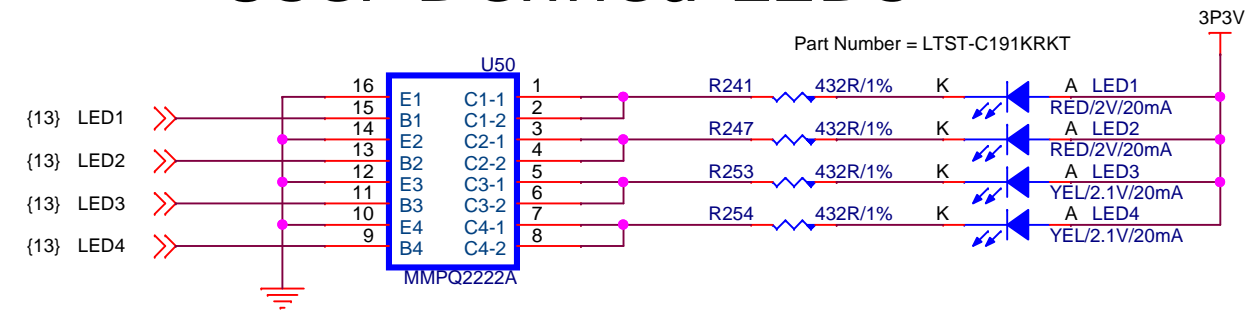 User Defined LEDs
3P3V
Part Number = LTST-C191KRKT
U50
16 E1 C1-1 1 R241 432R/1% K A LED1
{13} LED1 15 B1 C1-2 2 RED/2V/20mA
14 E2 C2-1 3 R247 432R/1% K A LED2
{13} LED2 13 B2 C2-2 4 RED/2V/20mA
12 E3 C3-1 5 R253 432R/1% K A LED3
{13} LED3 11 B3 C3-2 6 YEL/2.1V/20mA
10 E4 C4-1 7 R254 432R/1% K A LED4
{13} LED4 9 B4 C4-2 8 YEL/2.1V/20mA
MMPQ2222A